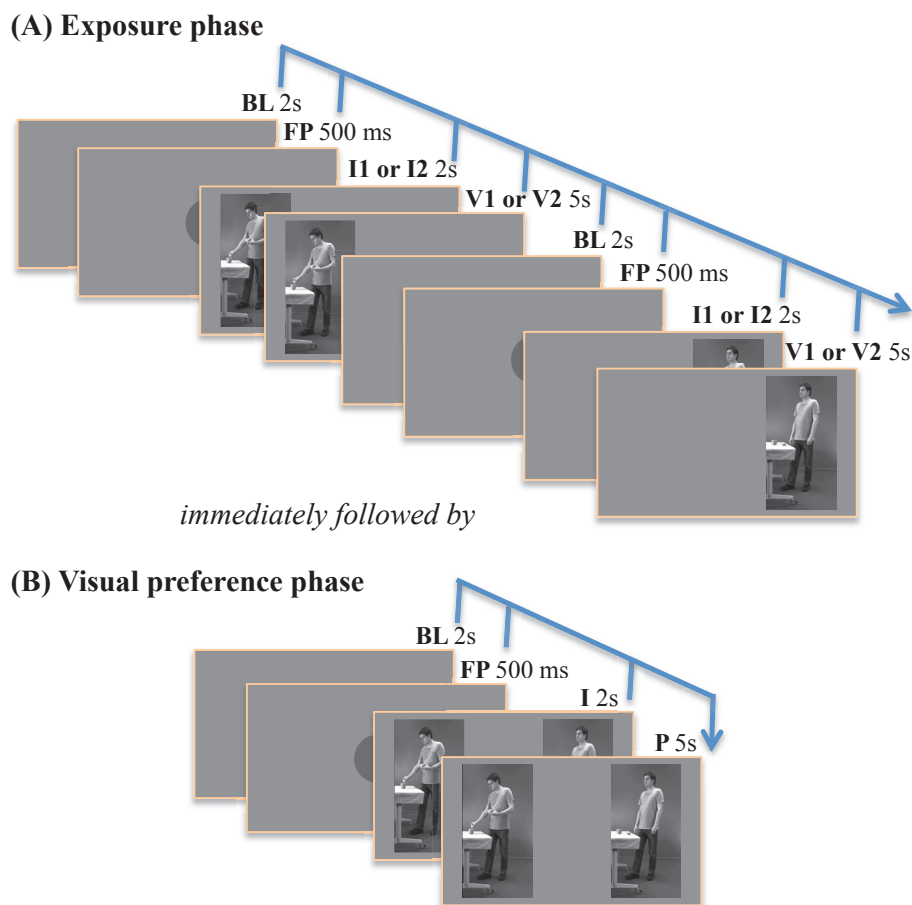 (A) Exposure phase
BL 2s
FP 500 ms
I1 or I2 2s
V1 or V2 5s
BL 2s
FP 500 ms
I1 or I2 2s
V1 or V2 5s
immediately followed by
(B) Visual preference phase
BL 2s
FP 500 ms
I 2s
P 5s